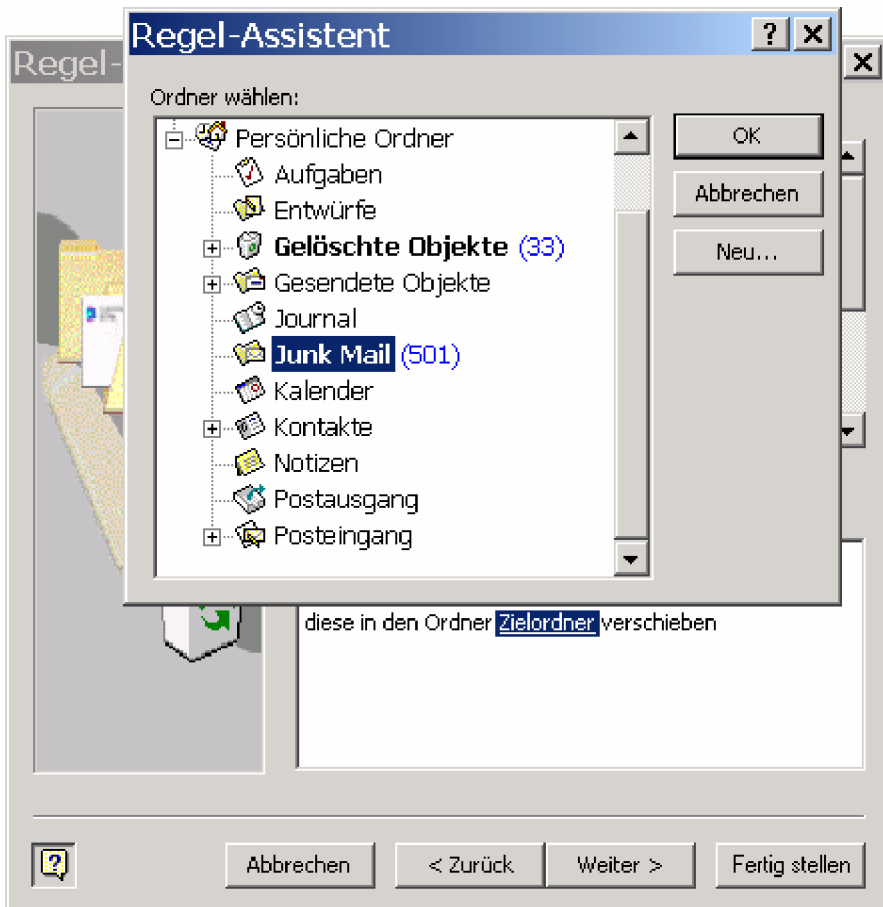 Regel-Assistent
Regel-
Ordner wählen:
Persönliche Ordner
Aufgaben
Entwürfe
Gelöschte Objekte (33)
Gesendete Objekte
Journal
Junk Mail (501)
Kalender
Kontakte
Notizen
Postausgang
Posteingang
OK
Abbrechen
Neu...
diese in den Ordner Zielordner verschieben
Abbrechen
< Zurück
Weiter >
Fertig stellen